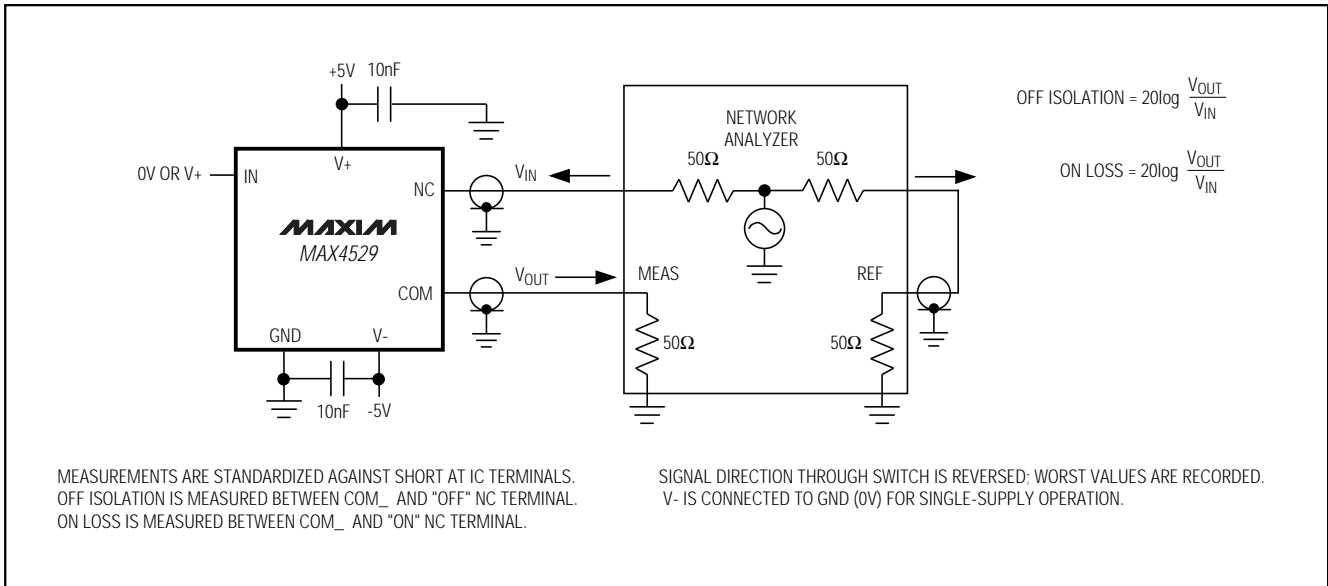 +5V
10nF
V+
0V OR V+
IN
NC
MAXIM
MAX4529
COM
GND
V-
10nF
-5V
VIN
VOUT
NETWORK
ANALYZER
50Ω
50Ω
MEAS
REF
50Ω
50Ω
OFF ISOLATION = 20log VOUT
VIN
ON LOSS = 20log VOUT
VIN
MEASUREMENTS ARE STANDARDIZED AGAINST SHORT AT IC TERMINALS.
OFF ISOLATION IS MEASURED BETWEEN COM_ AND "OFF" NC TERMINAL.
ON LOSS IS MEASURED BETWEEN COM_ AND "ON" NC TERMINAL.
SIGNAL DIRECTION THROUGH SWITCH IS REVERSED; WORST VALUES ARE RECORDED.
V- IS CONNECTED TO GND (0V) FOR SINGLE-SUPPLY OPERATION.